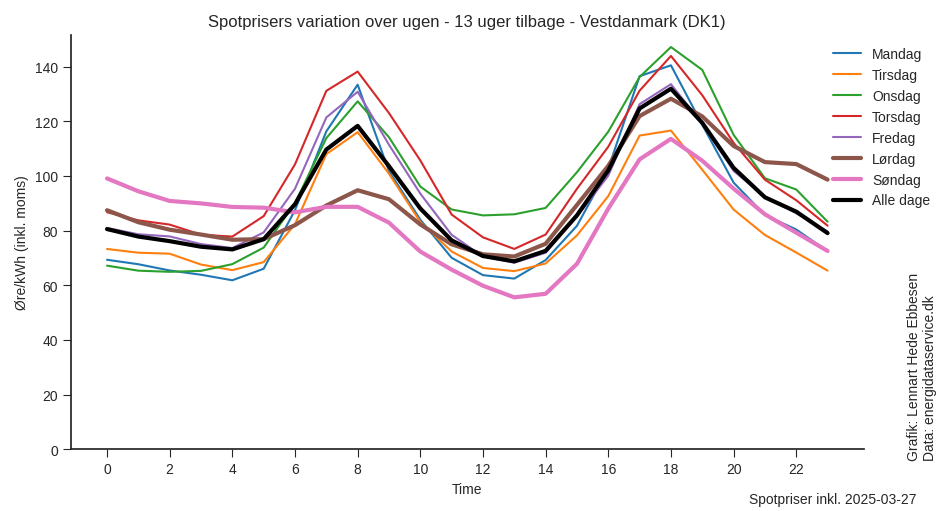 Spotprisers variation over ugen - 13 uger tilbage - Vestdanmark (DK1)
Øre/kWh (inkl. moms)
140
120
100
80
60
40
20
0
0 2 4 6 8 10 12 14 16 18 20 22
Time
Mandag
Tirsdag
Onsdag
Torsdag
Fredag
Lørdag
Søndag
Alle dage
Grafik: Lennart Hede Ebbesen
Data: energidataservice.dk
Spotpriser inkl. 2025-03-27